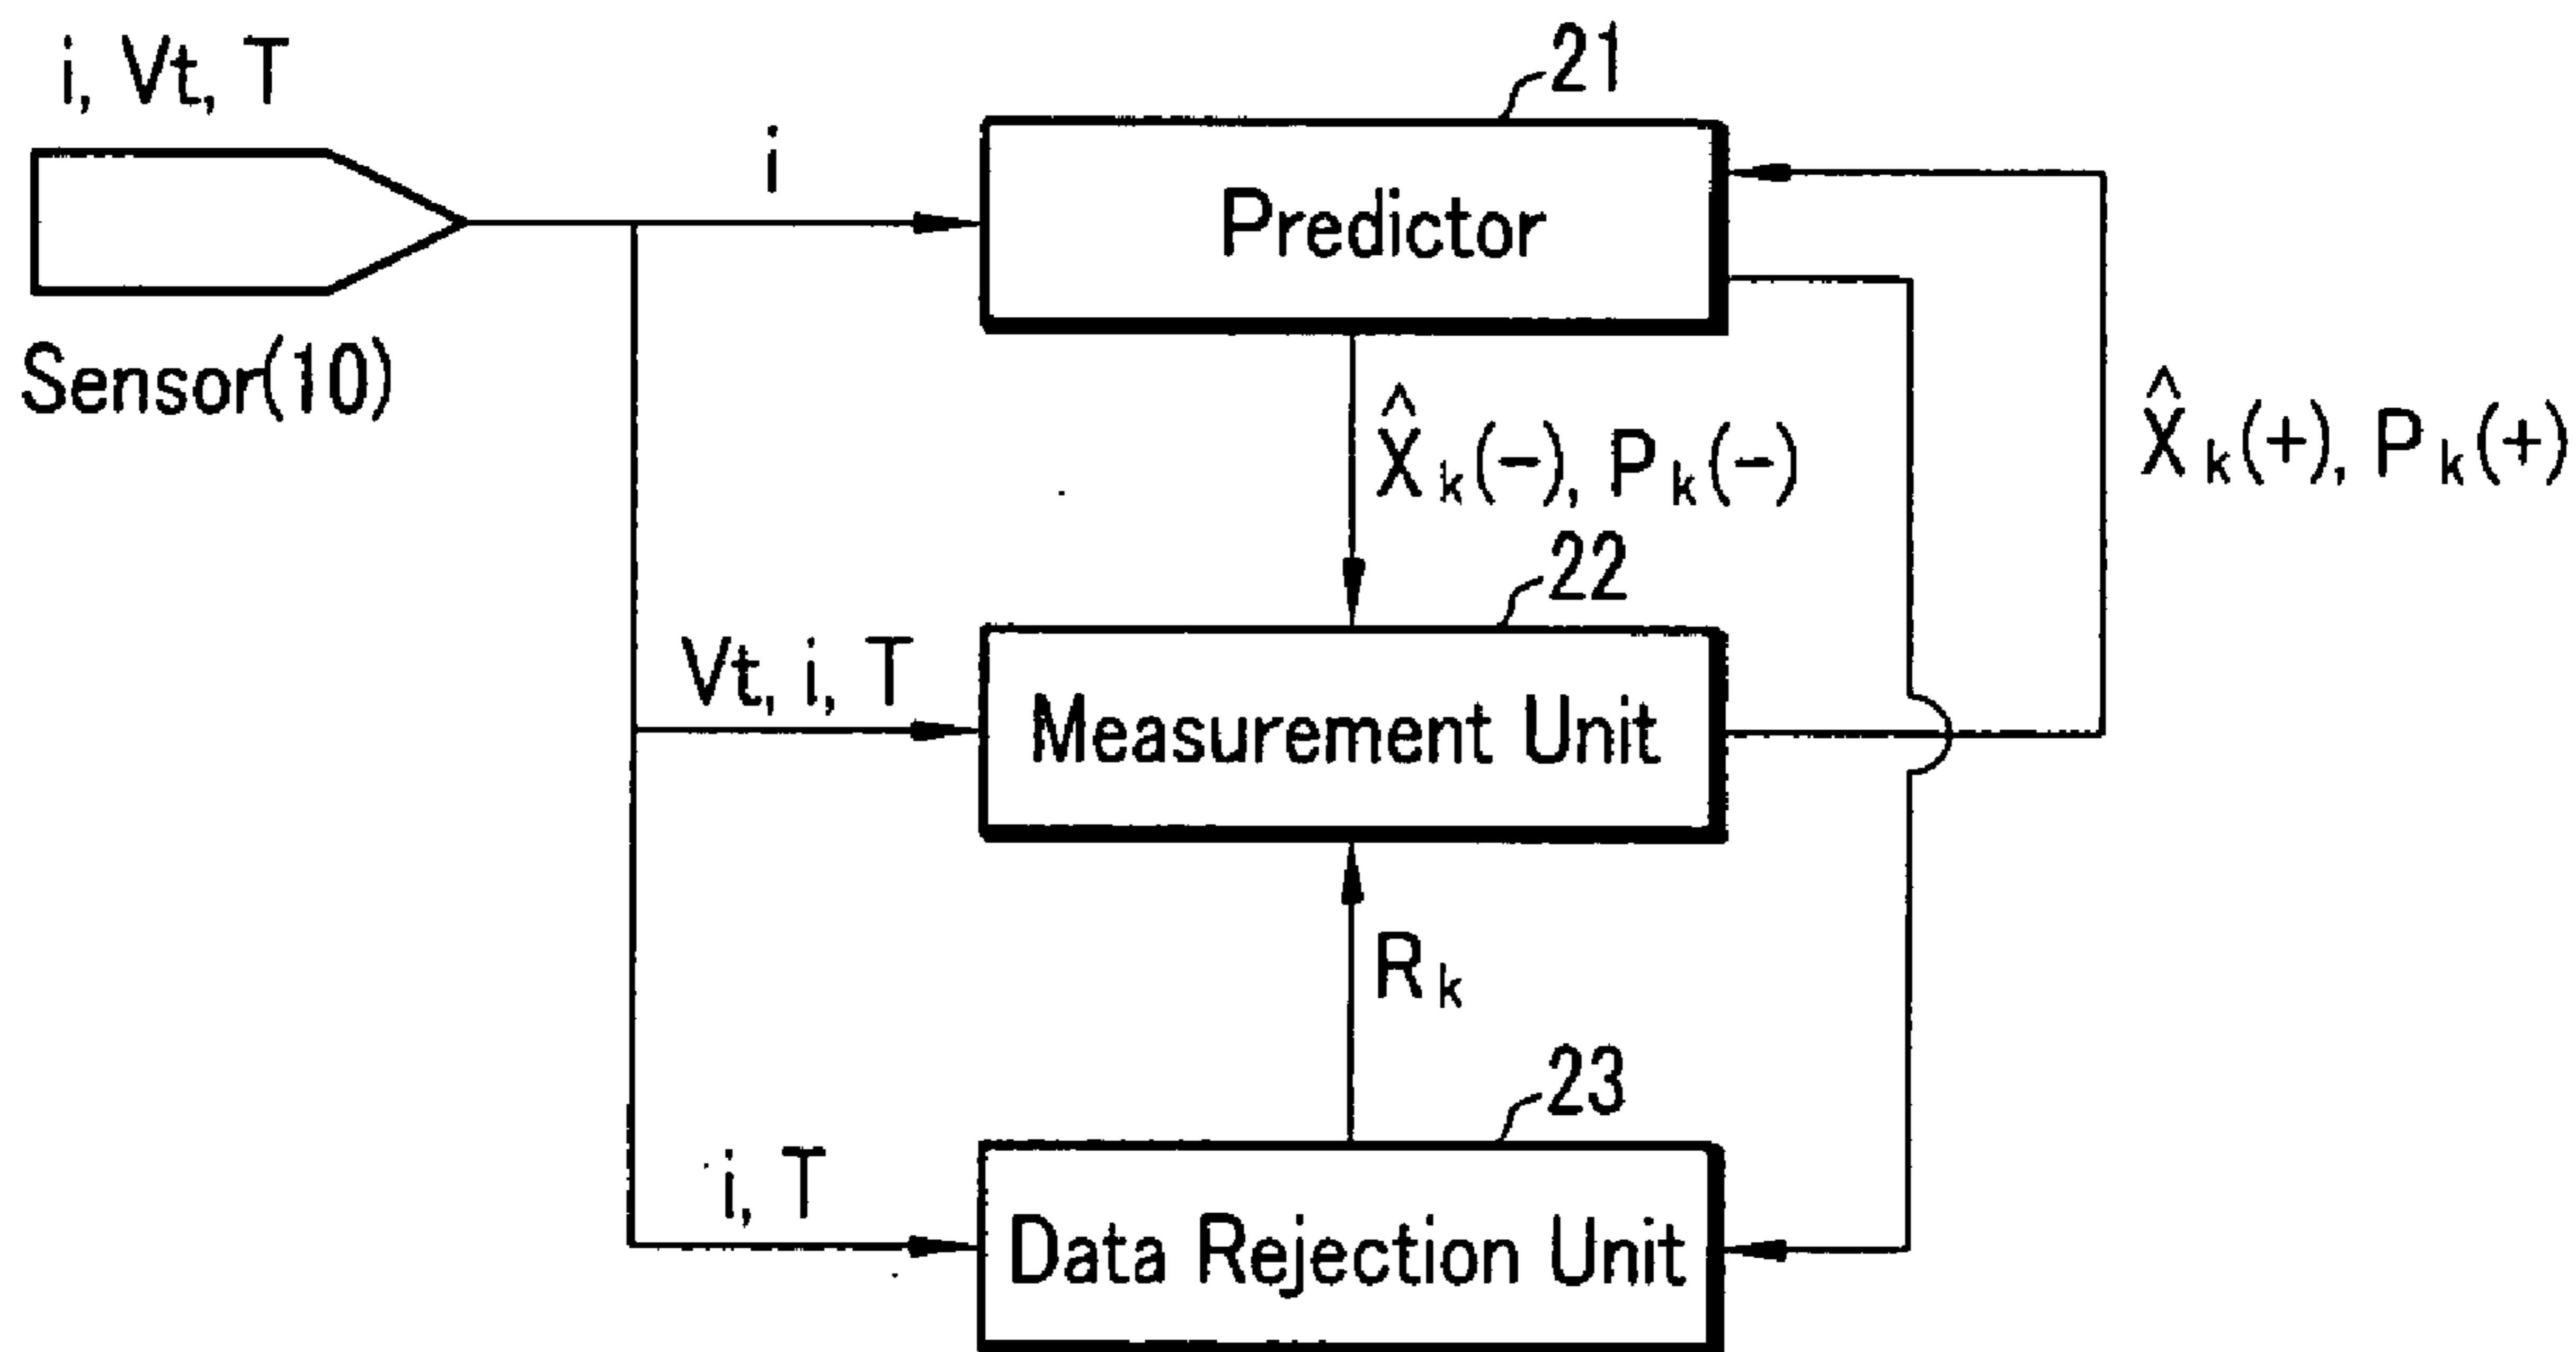 i, Vt, T
21
i
Predictor
Sensor(10)
X̂k(−), Pk(−)
X̂k(+), Pk(+)
22
Vt, i, T
Measurement Unit
Rk
23
i, T
Data Rejection Unit